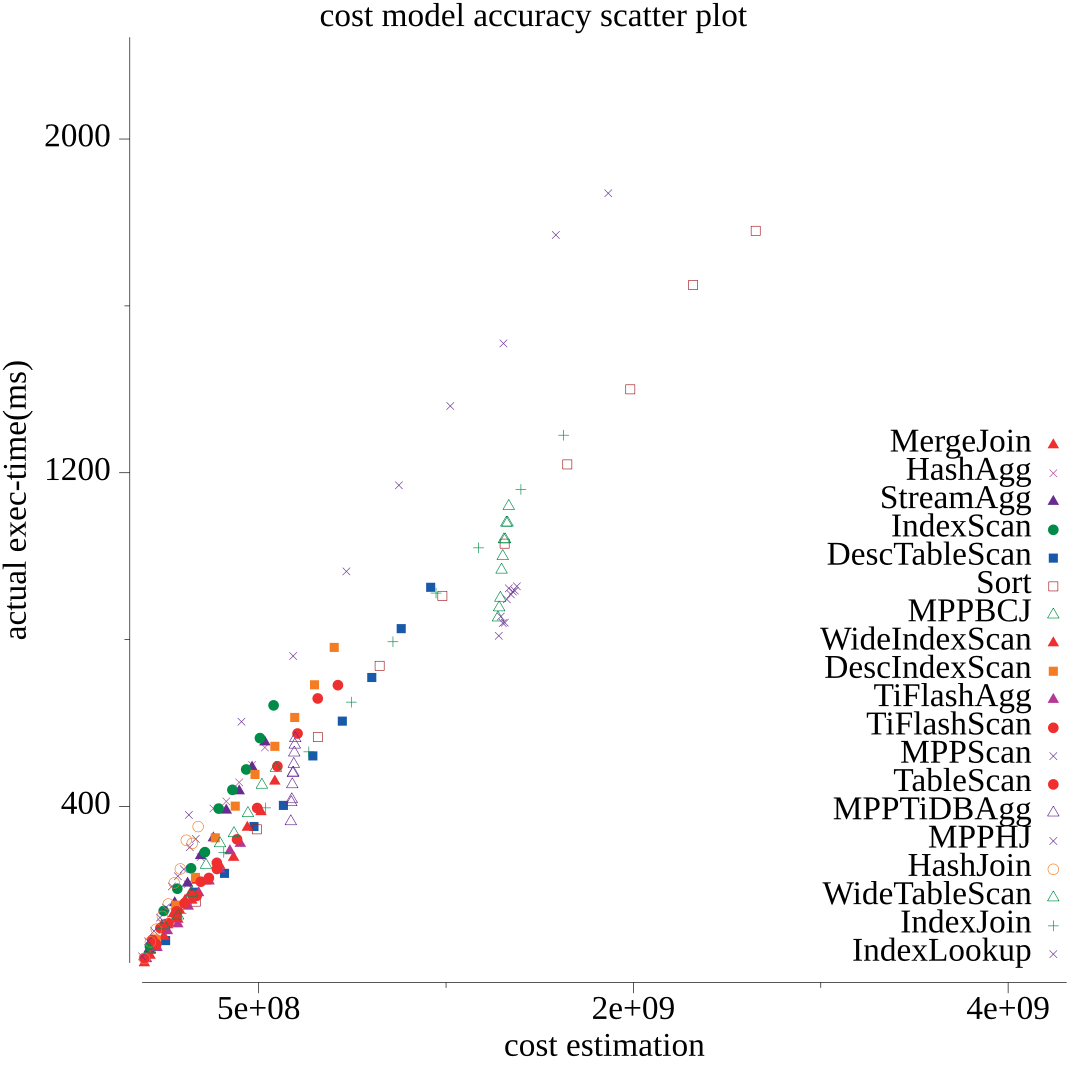 cost model accuracy scatter plot
2000
1200
400
actual exec-time(ms)
MergeJoin
HashAgg
StreamAgg
IndexScan
DescTableScan
Sort
MPPBCJ
WideIndexScan
DescIndexScan
TiFlashAgg
TiFlashScan
MPPScan
TableScan
MPPTiDBAgg
MPPHJ
HashJoin
WideTableScan
IndexJoin
IndexLookup
5e+08
2e+09
4e+09
cost estimation